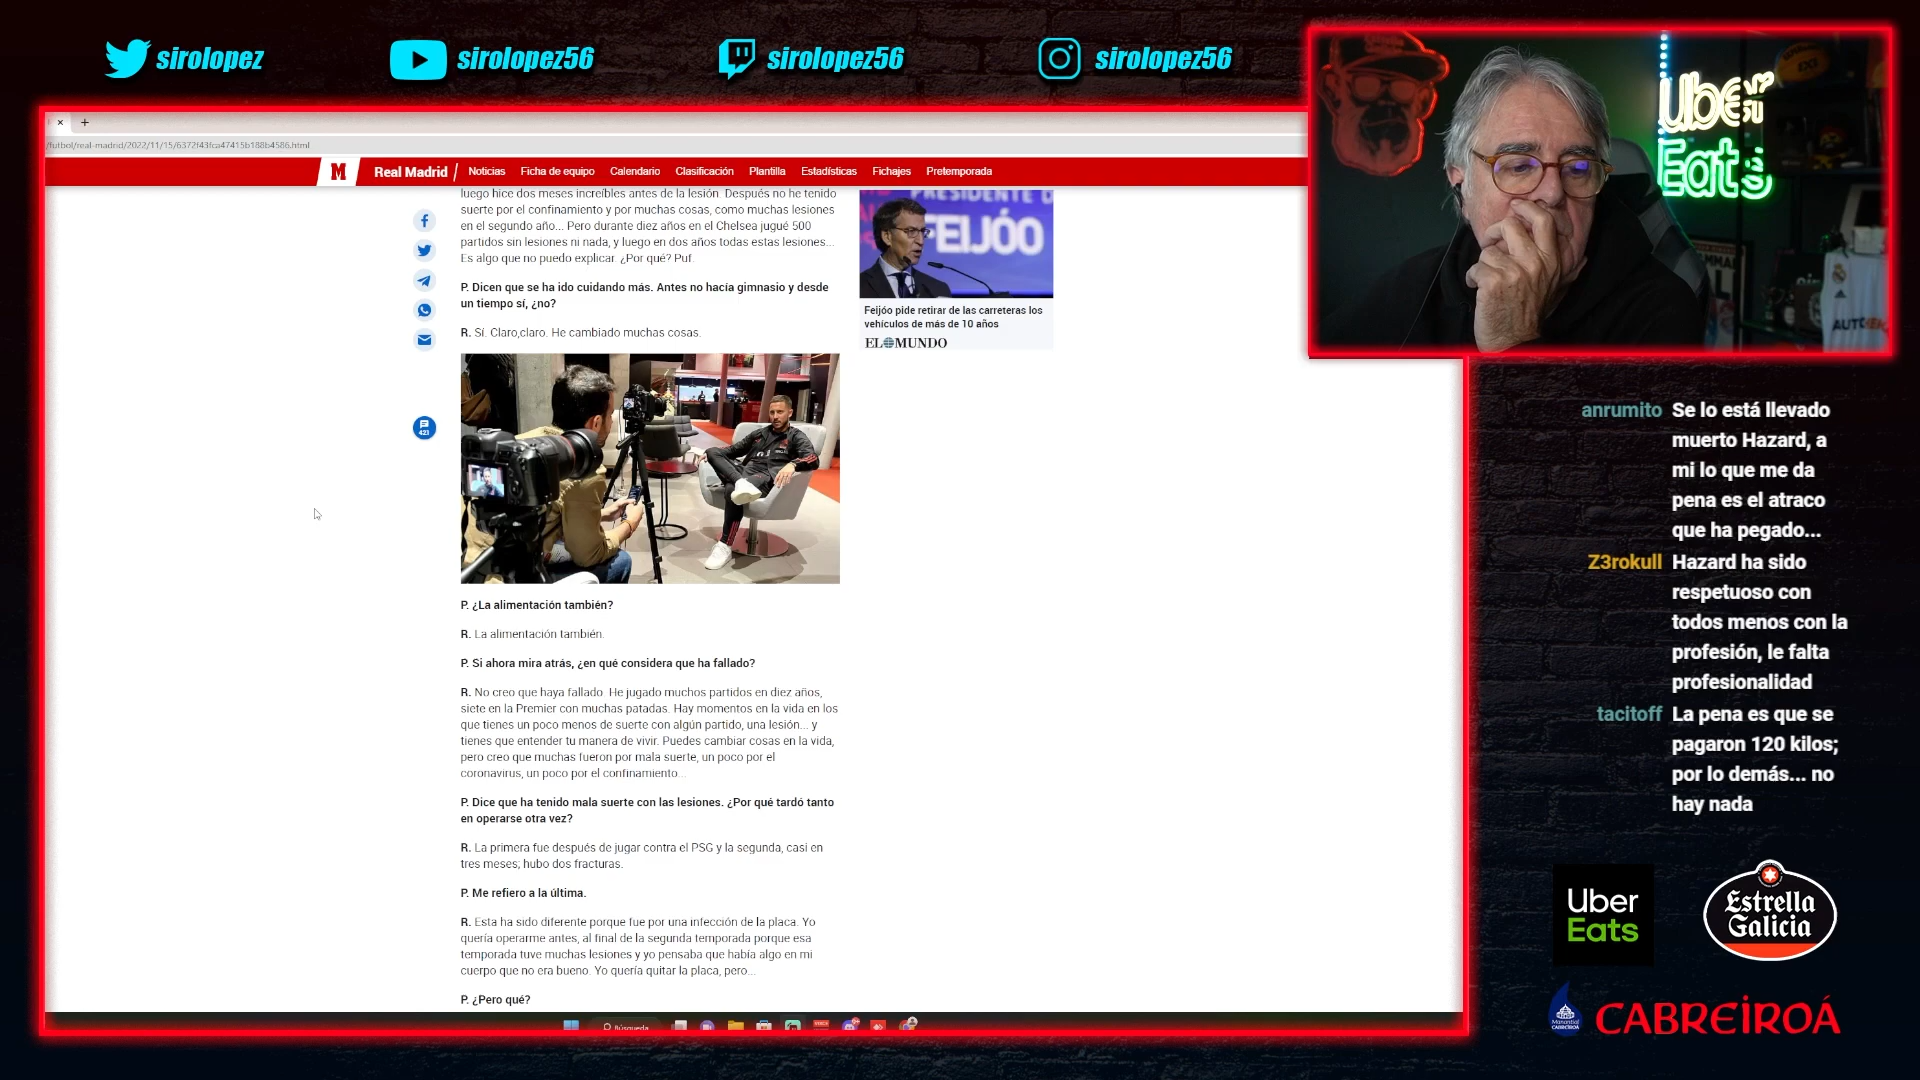 sirolopez
sirolopez56
sirolopez56
sirolopez56
/futbol/real-madrid/2022/11/15/6372f43fca47415b188b4586.html
M
Real Madrid
Noticias
Ficha de equipo
Calendario
Clasificación
Plantilla
Estadísticas
Fichajes
Pretemporada
luego hice dos meses increíbles antes de la lesión. Después no he tenido
suerte por el confinamiento y por muchas cosas, como muchas lesiones
en el segundo año... Pero durante diez años en el Chelsea jugué 500
partidos sin lesiones ni nada, y luego en dos años todas estas lesiones...
Es algo que no puedo explicar. ¿Por qué? Puf.
P. Dicen que se ha ido cuidando más. Antes no hacía gimnasio y desde
un tiempo sí, ¿no?
R. Sí. Claro,claro. He cambiado muchas cosas.
421
P. ¿La alimentación también?
R. La alimentación también.
P. Si ahora mira atrás, ¿en qué considera que ha fallado?
R. No creo que haya fallado. He jugado muchos partidos en diez años,
siete en la Premier con muchas patadas. Hay momentos en la vida en los
que tienes un poco menos de suerte con algún partido, una lesión... y
tienes que entender tu manera de vivir. Puedes cambiar cosas en la vida,
pero creo que muchas fueron por mala suerte, un poco por el
coronavirus, un poco por el confinamiento...
P. Dice que ha tenido mala suerte con las lesiones. ¿Por qué tardó tanto
en operarse otra vez?
R. La primera fue después de jugar contra el PSG y la segunda, casi en
tres meses; hubo dos fracturas.
P. Me refiero a la última.
R. Esta ha sido diferente porque fue por una infección de la placa. Yo
quería operarme antes, al final de la segunda temporada porque esa
temporada tuve muchas lesiones y yo pensaba que había algo en mi
cuerpo que no era bueno. Yo quería quitar la placa, pero...
P. ¿Pero qué?
FEIJÓO
Feijóo pide retirar de las carreteras los
vehículos de más de 10 años
EL MUNDO
Búsqueda
Uber
Eats
anrumito Se lo está llevado
muerto Hazard, a
mi lo que me da
pena es el atraco
que ha pegado...
Z3rokull Hazard ha sido
respetuoso con
todos menos con la
profesión, le falta
profesionalidad
tacitoff La pena es que se
pagaron 120 kilos;
por lo demás... no
hay nada
Uber
Eats
Estrella
Galicia
CABREIROÁ